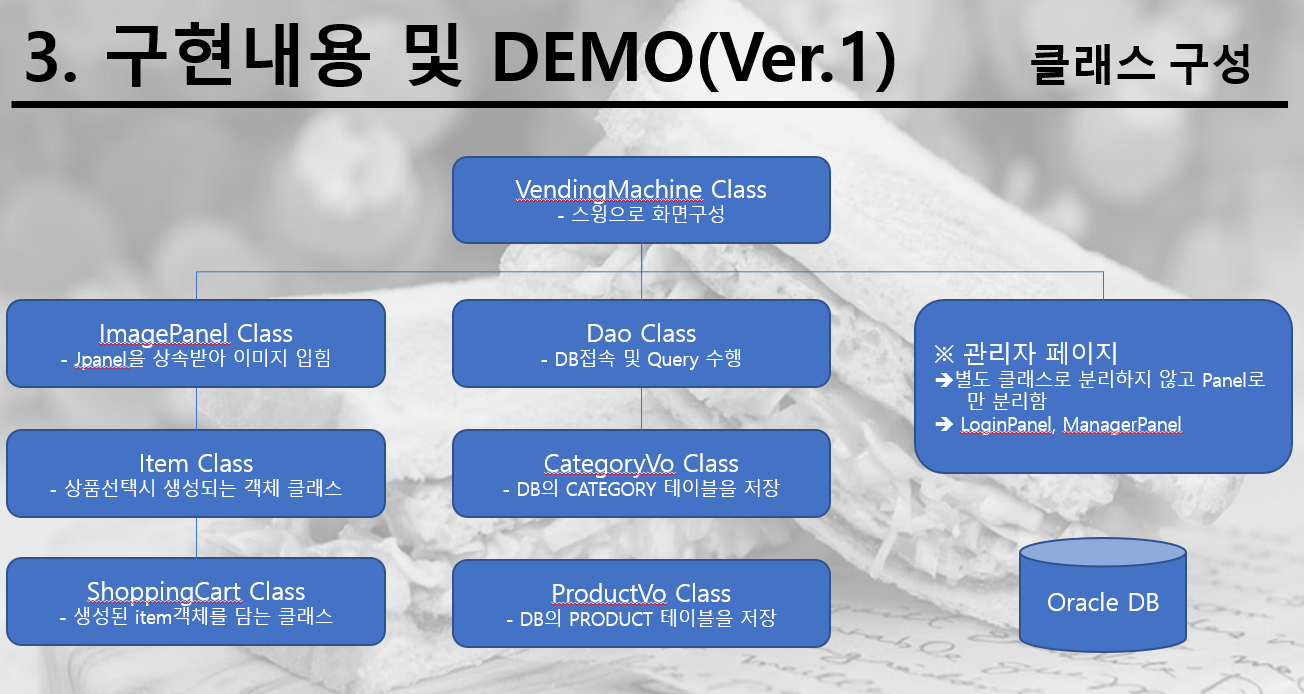 3. 구현내용 및 DEMO(Ver.1)
클래스 구성
VendingMachine Class
- 스윙으로 화면구성
ImagePanel Class
- Jpanel을 상속받아 이미지 입힘
Dao Class
- DB접속 및 Query 수행
※ 관리자 페이지
➔별도 클래스로 분리하지 않고 Panel로
만 분리함
➔ LoginPanel, ManagerPanel
Item Class
- 상품선택시 생성되는 객체 클래스
CategoryVo Class
- DB의 CATEGORY 테이블을 저장
ShoppingCart Class
- 생성된 item객체를 담는 클래스
ProductVo Class
- DB의 PRODUCT 테이블을 저장
Oracle DB